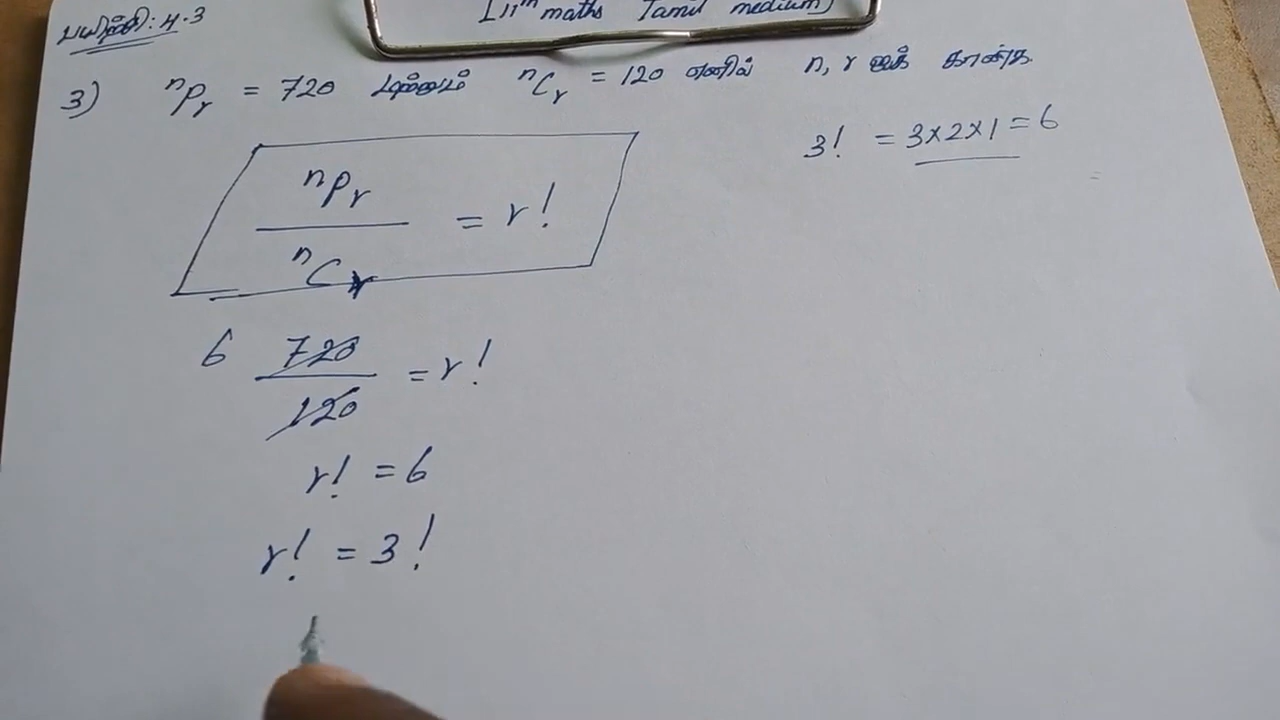 [11th maths Tamil medium]
பயிற்சி: 4.3
3) nPr = 720 மற்றும் nCr = 120 எனில் n, r ஐக் காண்க.
3! = 3×2×1 = 6
nPr
nCr
= r!
6 720
120
= r!
r! = 6
r! = 3!